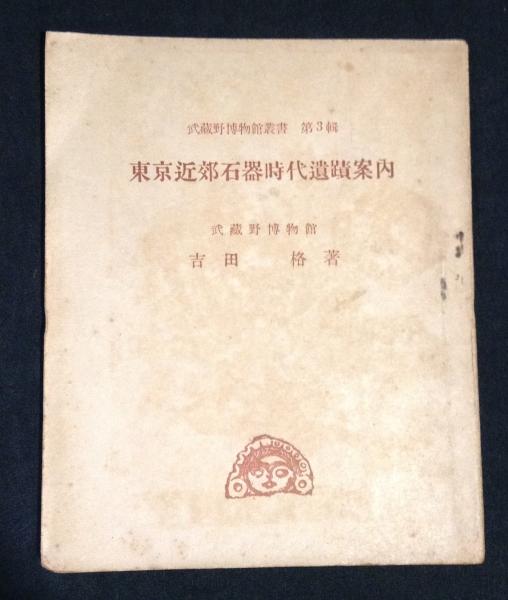 武蔵野博物館叢書 第3輯
東京近郊石器時代遺蹟案内
武蔵野博物館
吉田 格著